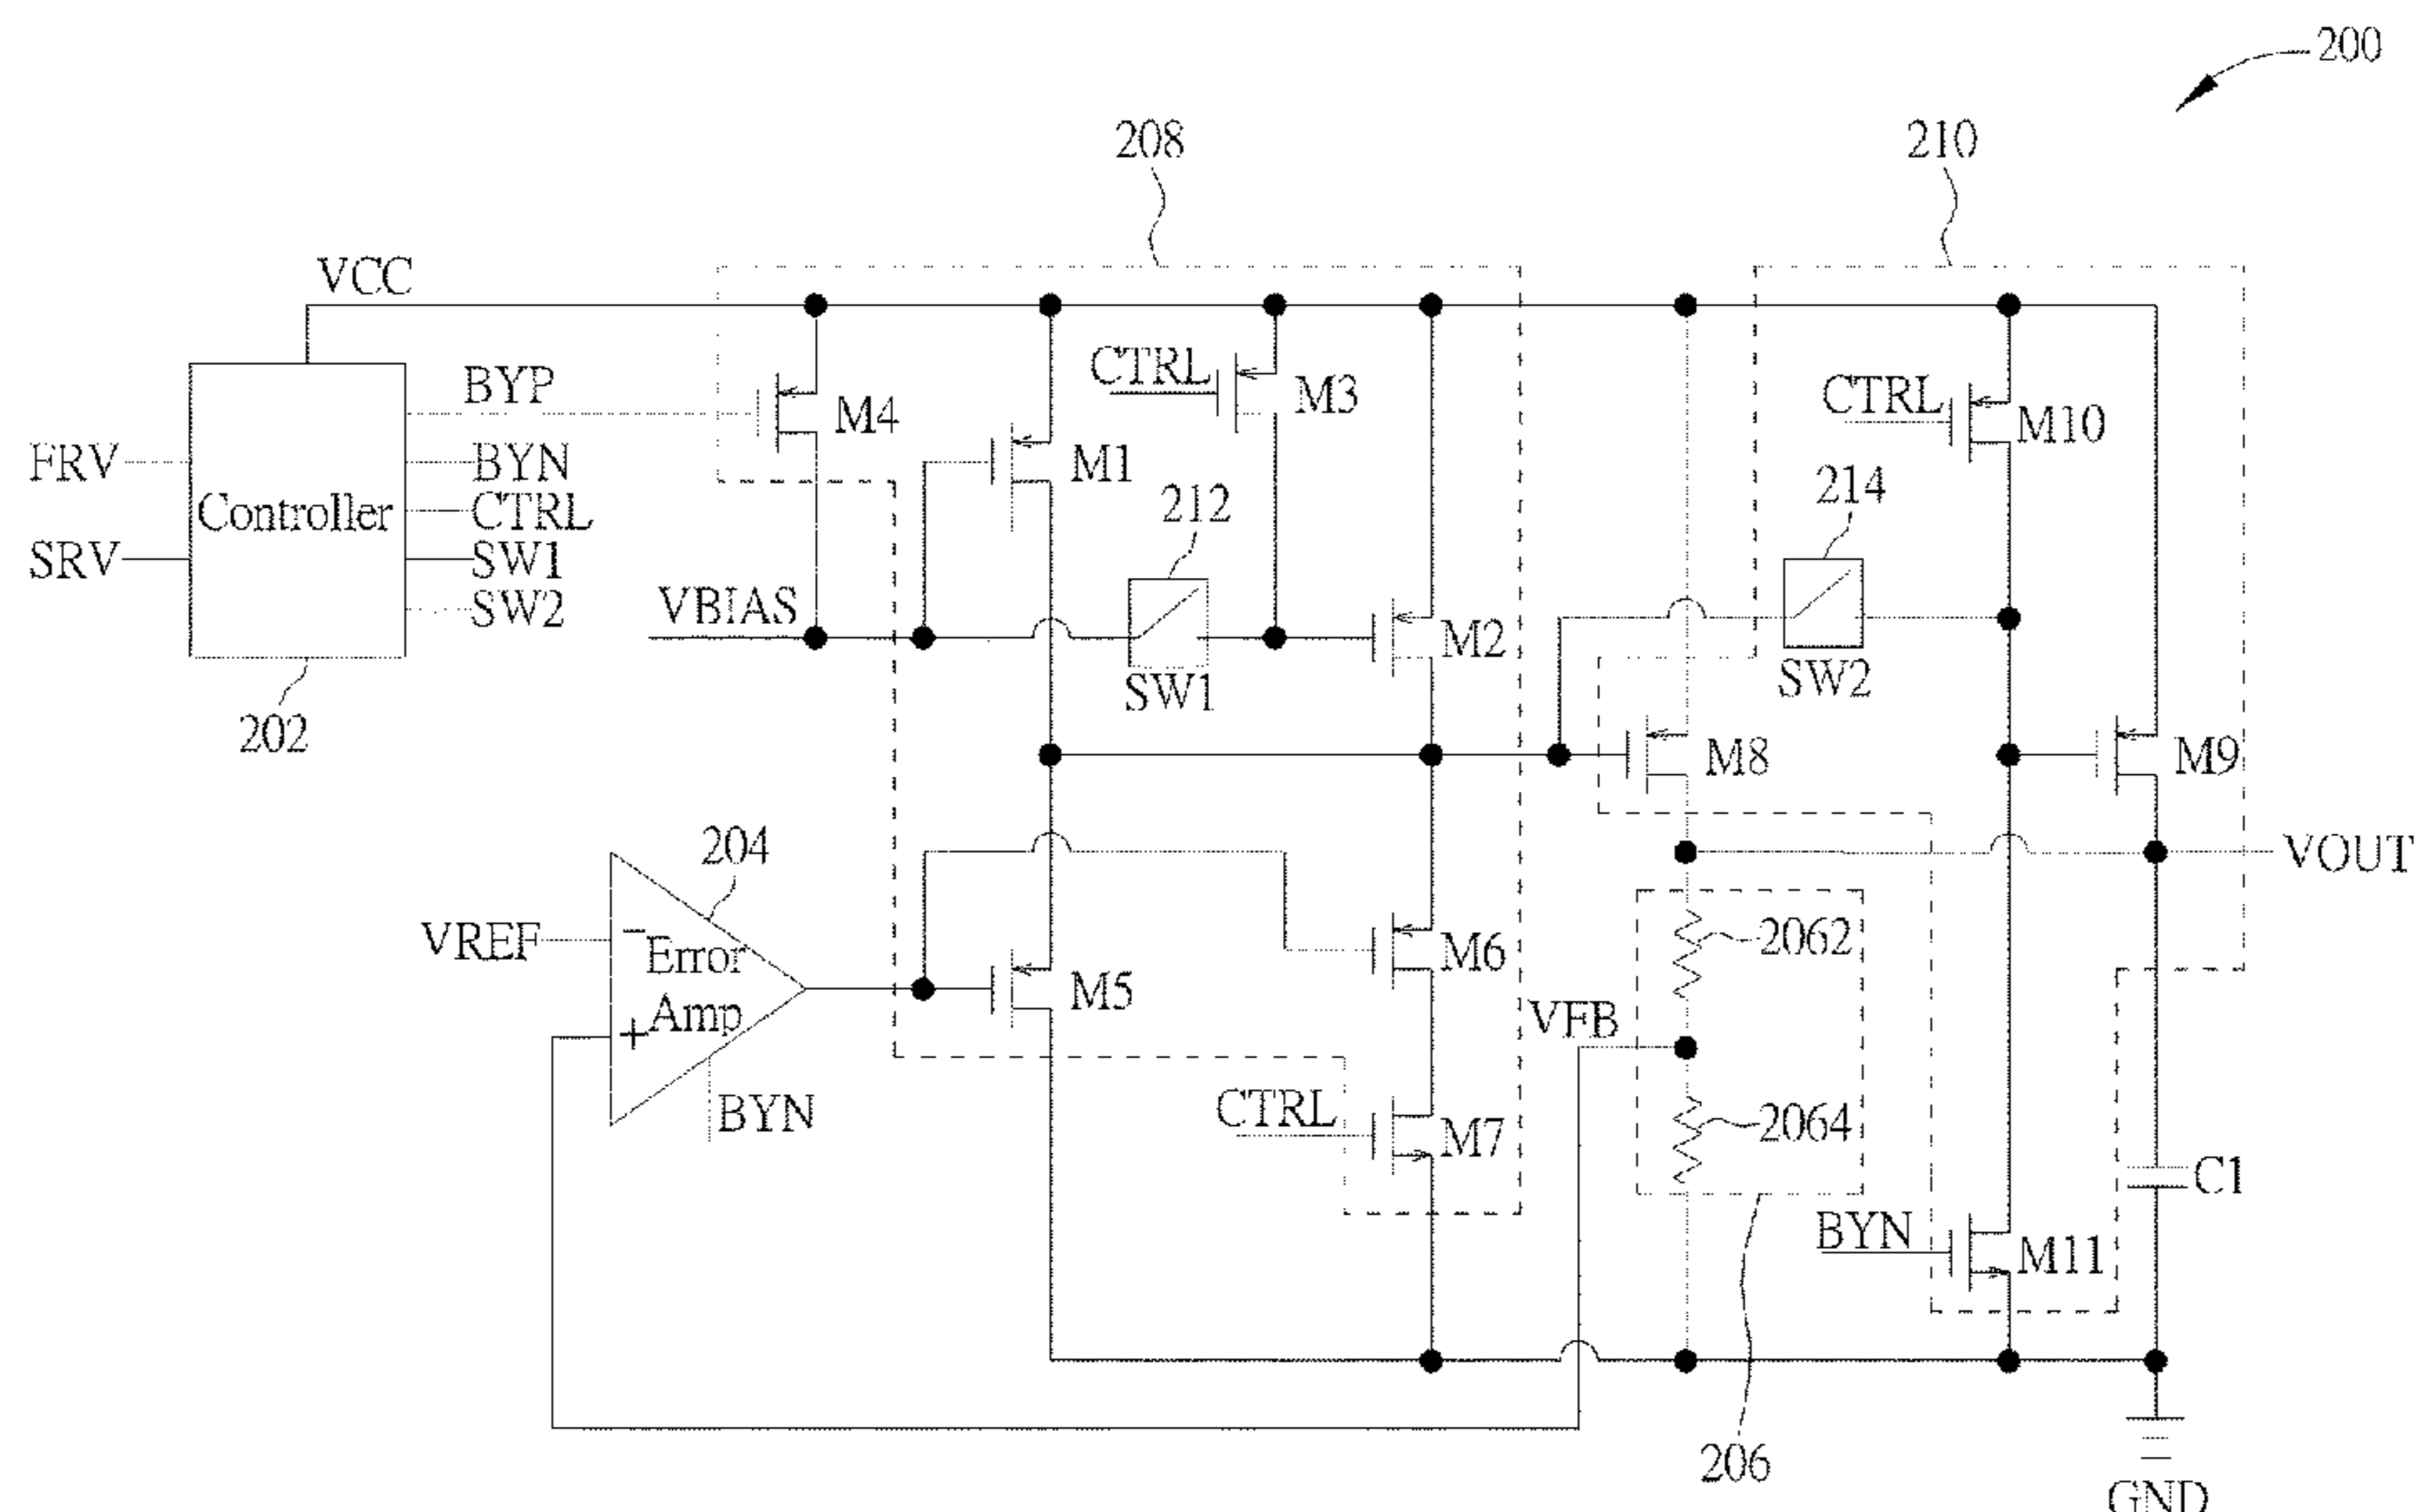 200
208
210
VCC
BYP
M4
CTRL
M3
CTRL
M10
FRV
BYN
M1
212
214
Controller
CTRL
SRV
SW1
SW2
VBIAS
M2
SW1
SW2
202
M8
M9
204
VOUT
VREF
− Error
+ Amp
M5
M6
2062
VFB
BYN
CTRL
M7
2064
C1
BYN
M11
206
GND